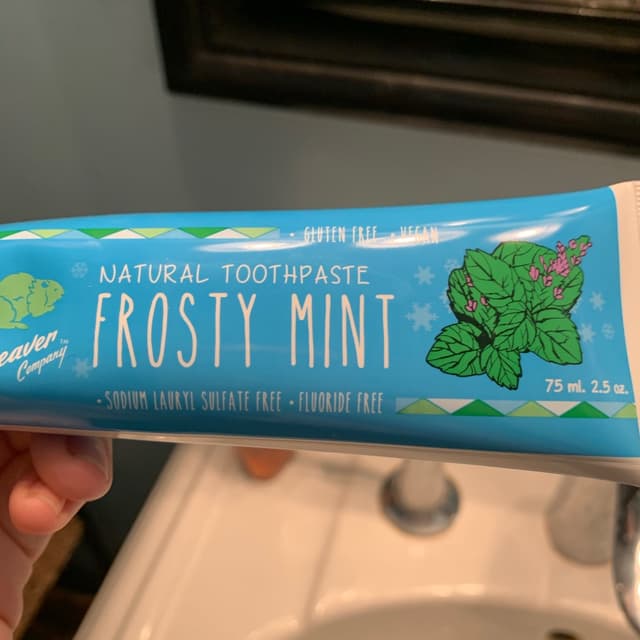 • GLUTEN FREE • VEGAN
NATURAL TOOTHPASTE
FROSTY MINT
eaver™
Company
75 ml. 2.5 oz.
• SODIUM LAURYL SULFATE FREE • FLUORIDE FREE